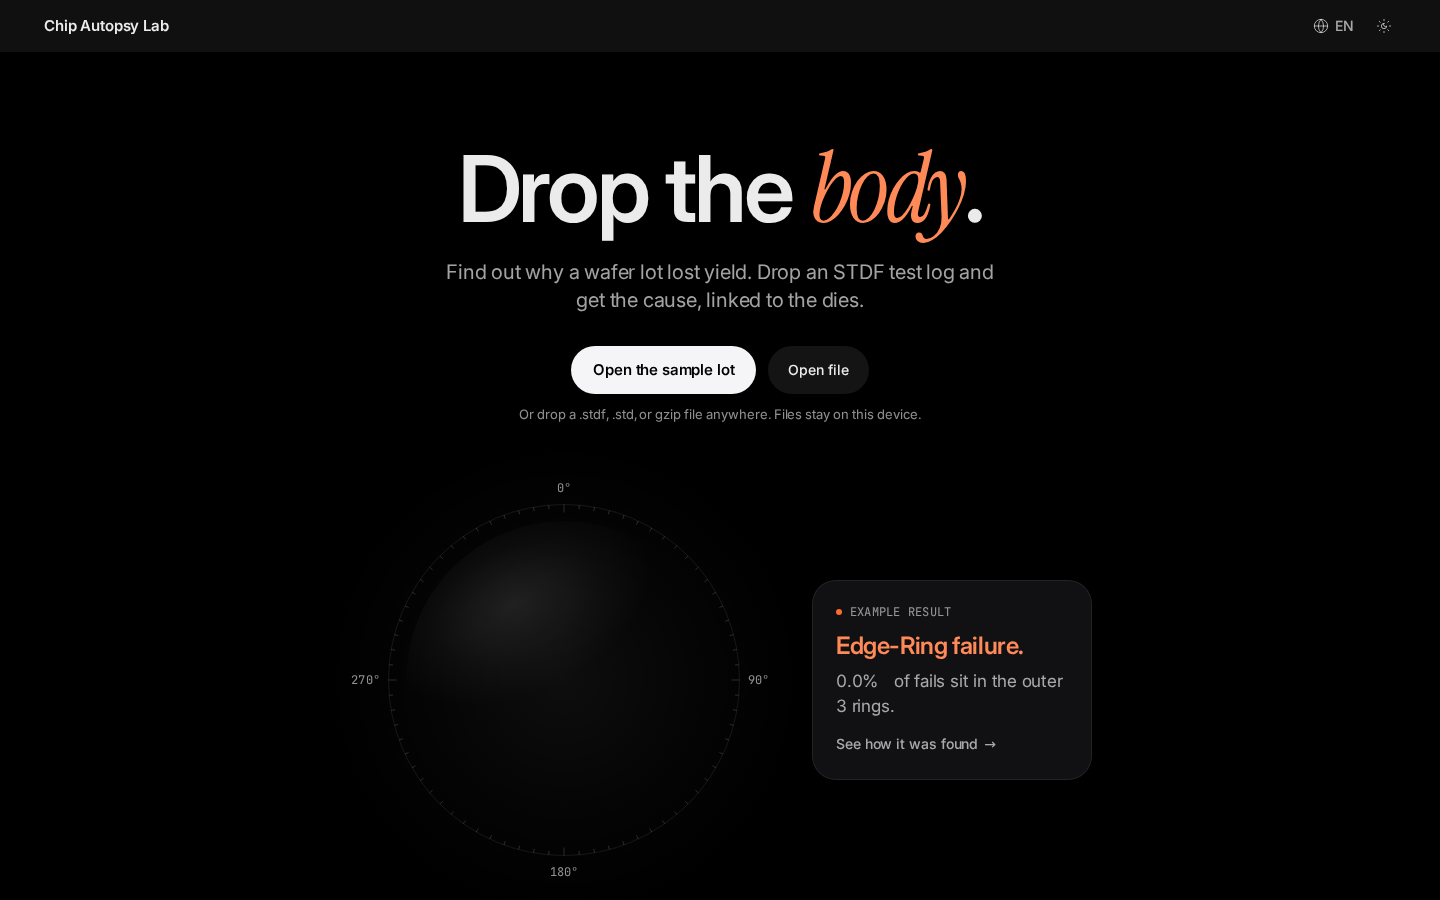 Chip Autopsy Lab
EN
Drop the body.
Find out why a wafer lot lost yield. Drop an STDF test log and
get the cause, linked to the dies.
Open the sample lot
Open file
Or drop a .stdf, .std, or gzip file anywhere. Files stay on this device.
0°
270°
90°
180°
EXAMPLE RESULT
Edge-Ring failure.
0.0% of fails sit in the outer
3 rings.
See how it was found →